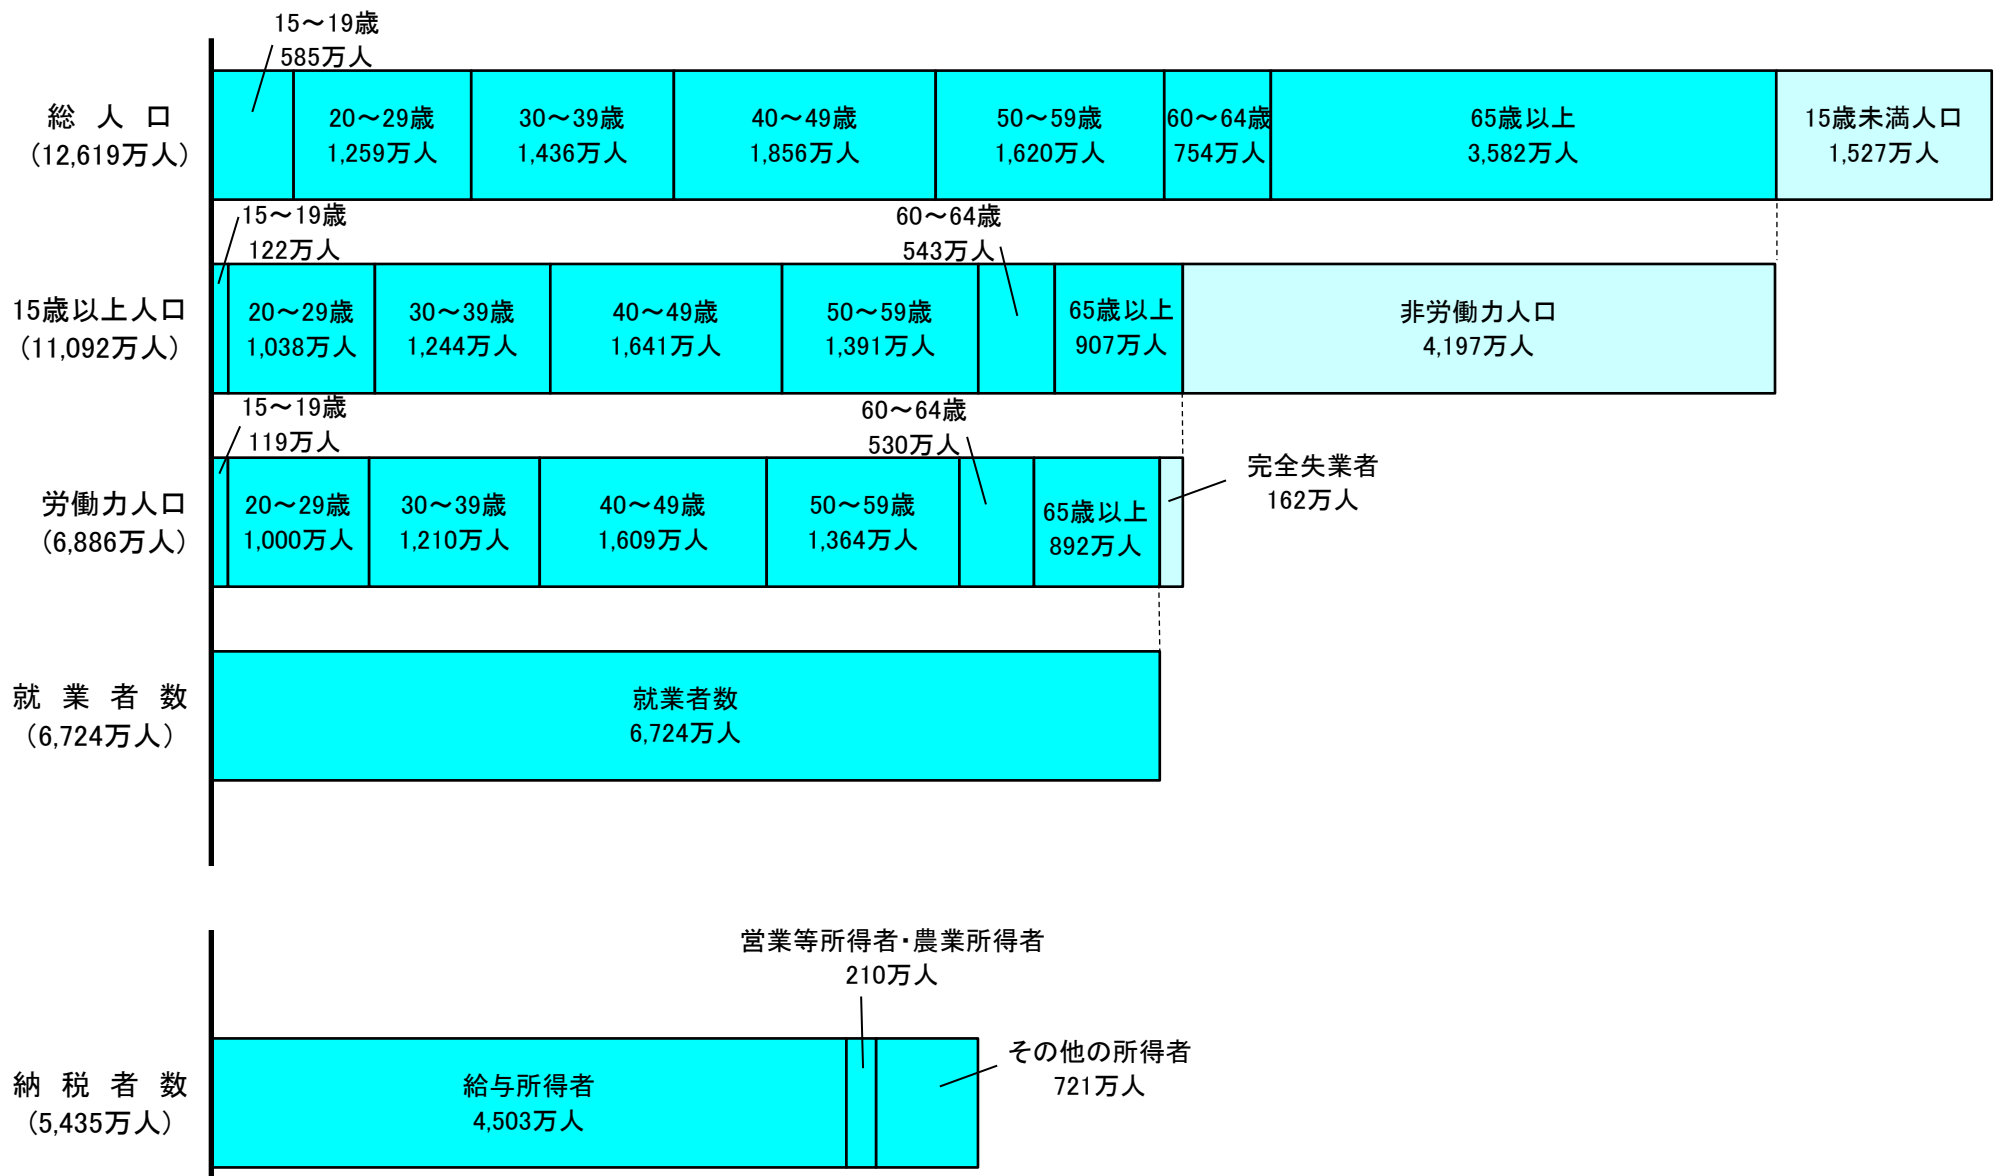 15～19歳
585万人
総人口
（12,619万人）
20～29歳
1,259万人
30～39歳
1,436万人
40～49歳
1,856万人
50～59歳
1,620万人
60～64歳
754万人
65歳以上
3,582万人
15歳未満人口
1,527万人
15～19歳
122万人
60～64歳
543万人
15歳以上人口
（11,092万人）
20～29歳
1,038万人
30～39歳
1,244万人
40～49歳
1,641万人
50～59歳
1,391万人
65歳以上
907万人
非労働力人口
4,197万人
15～19歳
119万人
60～64歳
530万人
労働力人口
（6,886万人）
20～29歳
1,000万人
30～39歳
1,210万人
40～49歳
1,609万人
50～59歳
1,364万人
65歳以上
892万人
完全失業者
162万人
就業者数
（6,724万人）
就業者数
6,724万人
営業等所得者・農業所得者
210万人
納税者数
（5,435万人）
給与所得者
4,503万人
その他の所得者
721万人